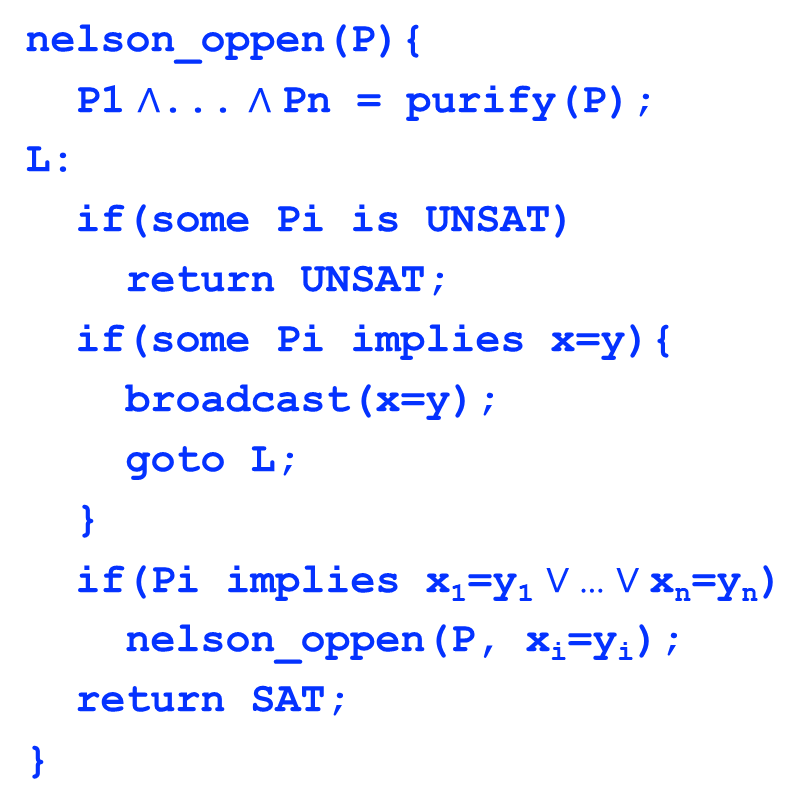 nelson_oppen(P){
P1 ∧... ∧ Pn = purify(P);
L:
if(some Pi is UNSAT)
return UNSAT;
if(some Pi implies x=y){
broadcast(x=y);
goto L;
}
if(Pi implies x₁=y₁ ∨ … ∨ xₙ=yₙ)
nelson_oppen(P, xᵢ=yᵢ);
return SAT;
}